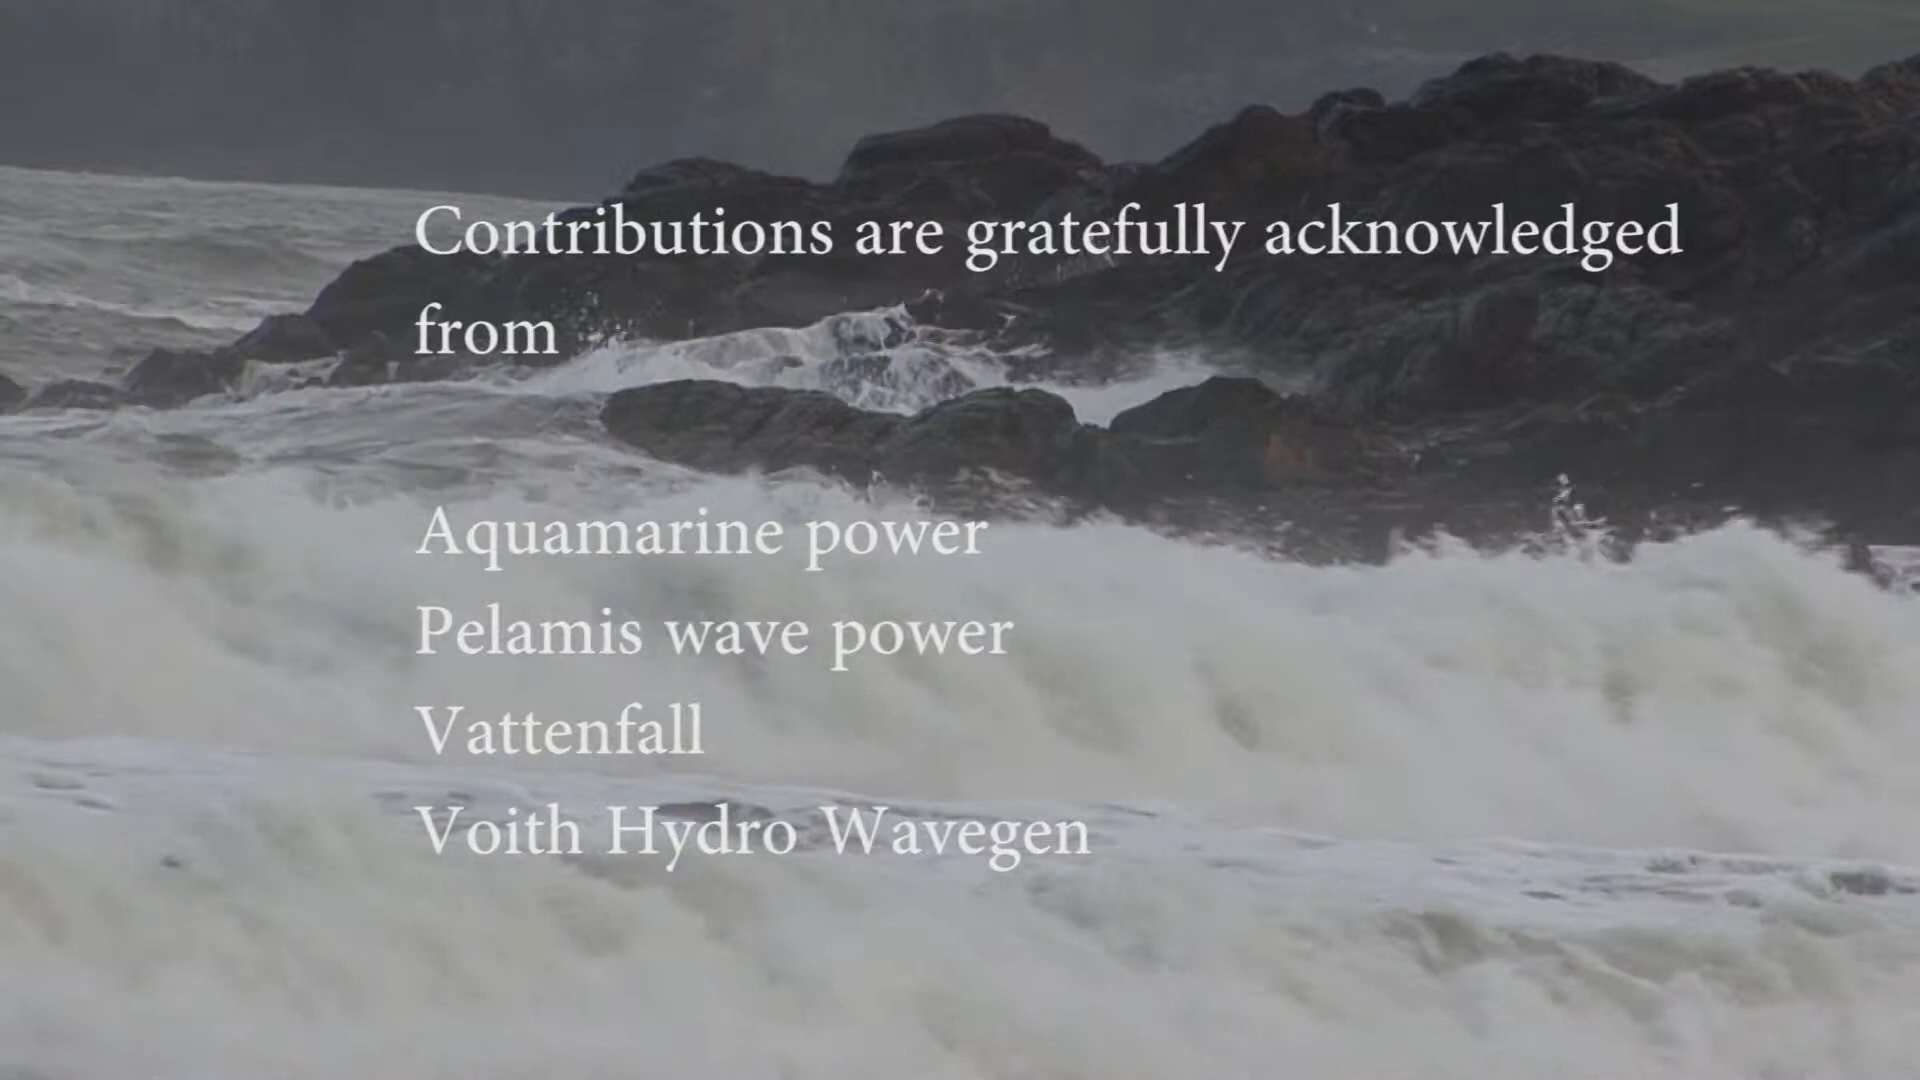 Contributions are gratefully acknowledged
from
Aquamarine power
Pelamis wave power
Vattenfall
Voith Hydro Wavegen